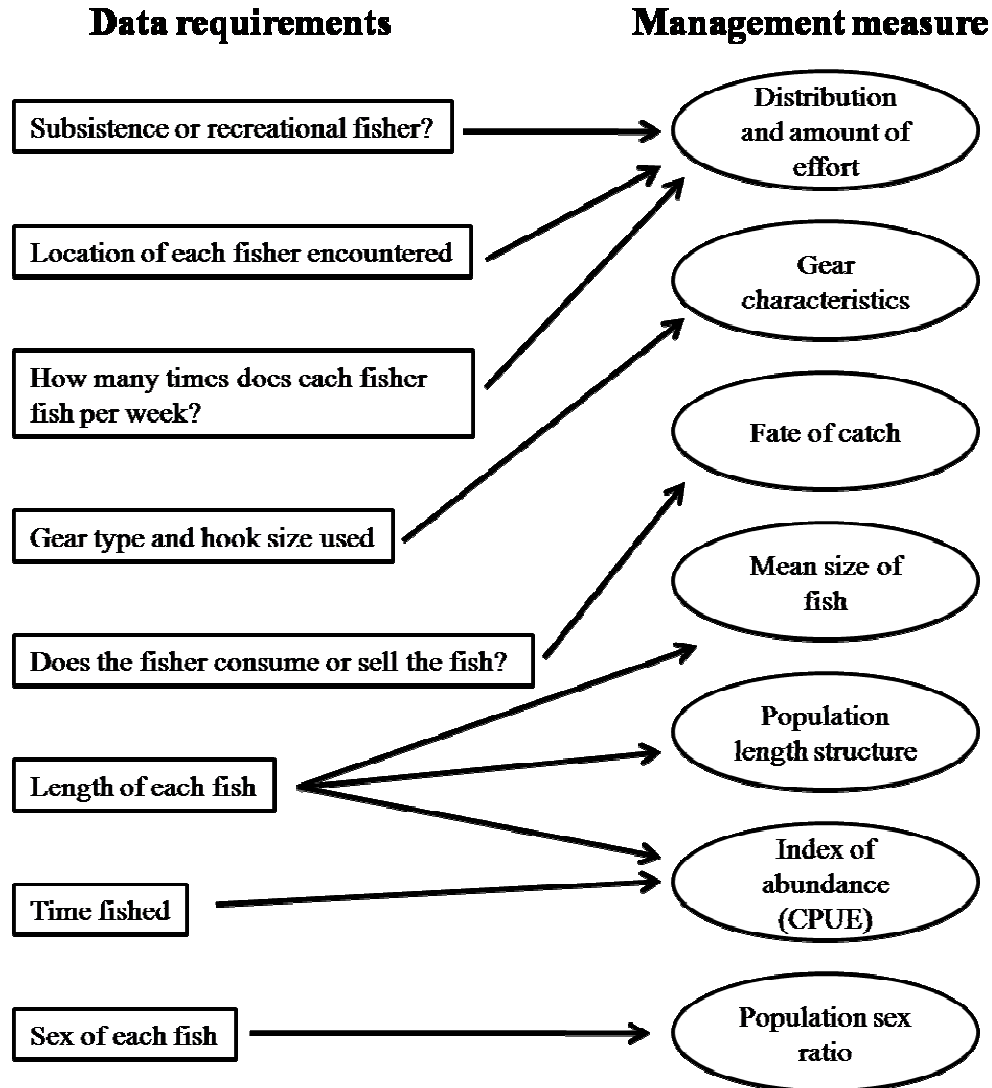 Data requirements
Management measure
Subsistence or recreational fisher?
Distribution
and amount of
effort
Location of each fisher encountered
Gear
characteristics
How many times does each fisher
fish per week?
Fate of catch
Gear type and hook size used
Mean size of
fish
Does the fisher consume or sell the fish?
Population
length structure
Length of each fish
Index of
abundance
(CPUE)
Time fished
Sex of each fish
Population sex
ratio